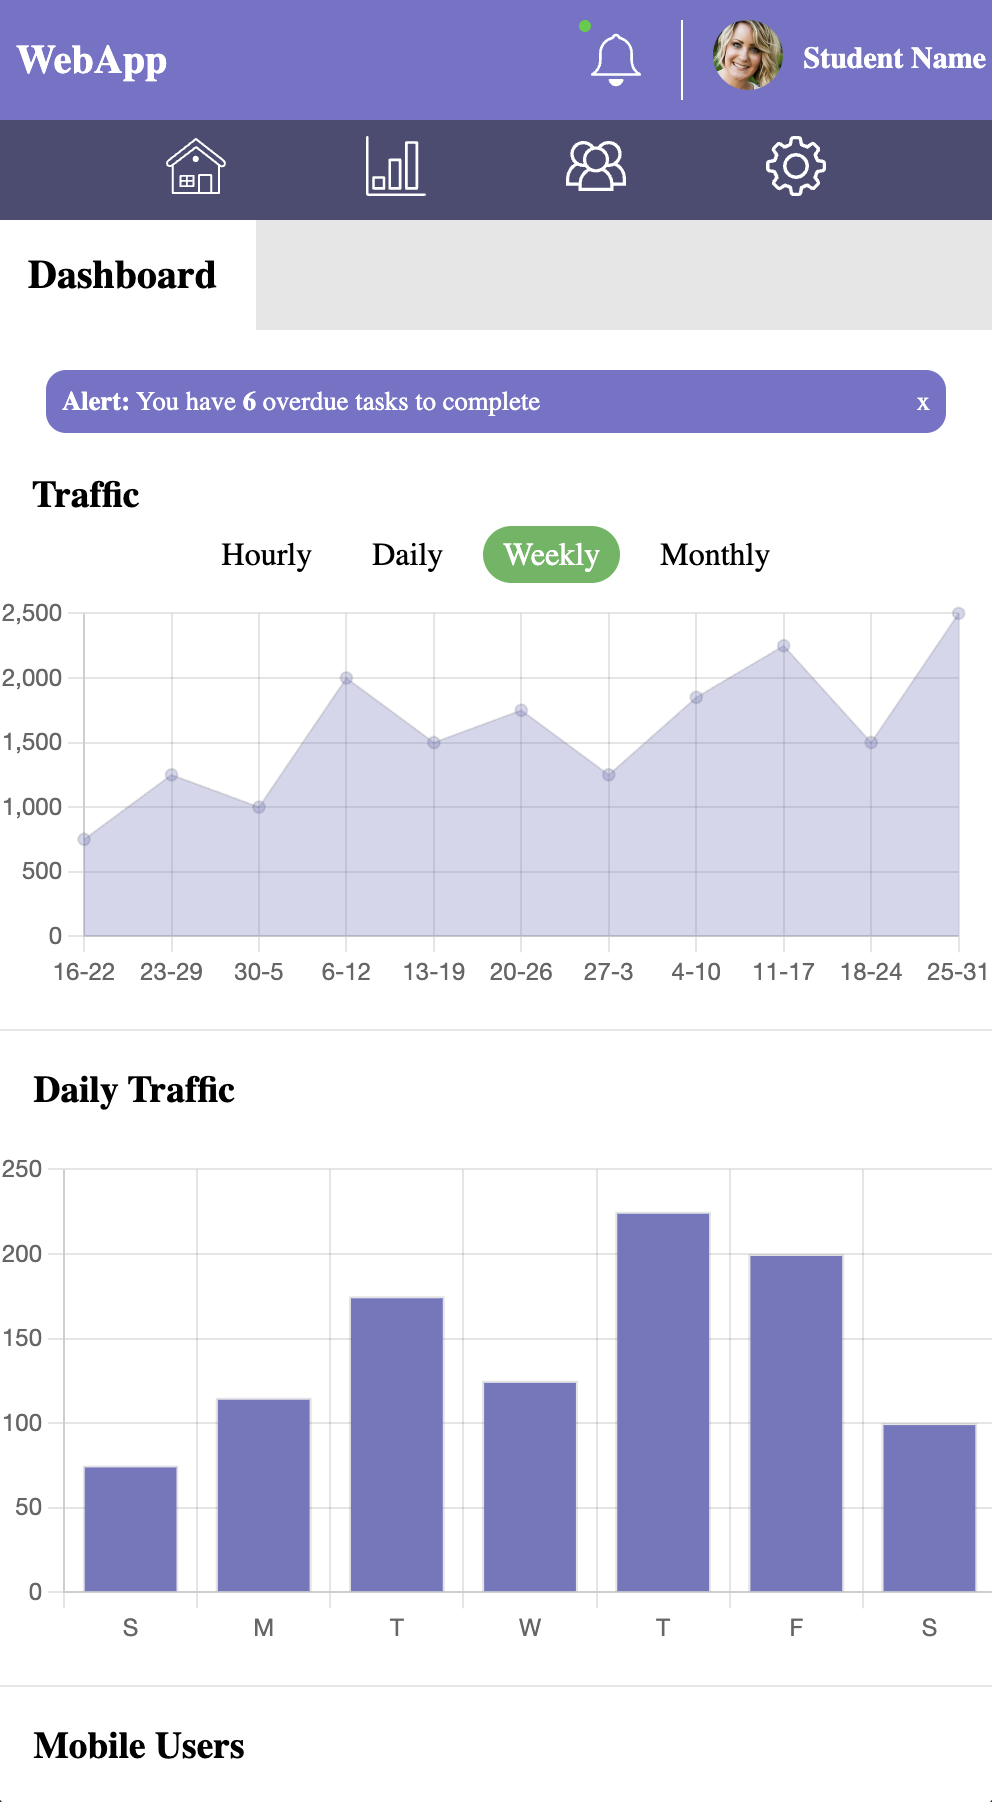 WebApp
Student Name
Dashboard
Alert: You have 6 overdue tasks to complete x
Traffic
Hourly Daily Weekly Monthly
2,500
2,000
1,500
1,000
500
0
16-22 23-29 30-5 6-12 13-19 20-26 27-3 4-10 11-17 18-24 25-31
Daily Traffic
250
200
150
100
50
0
S M T W T F S
Mobile Users